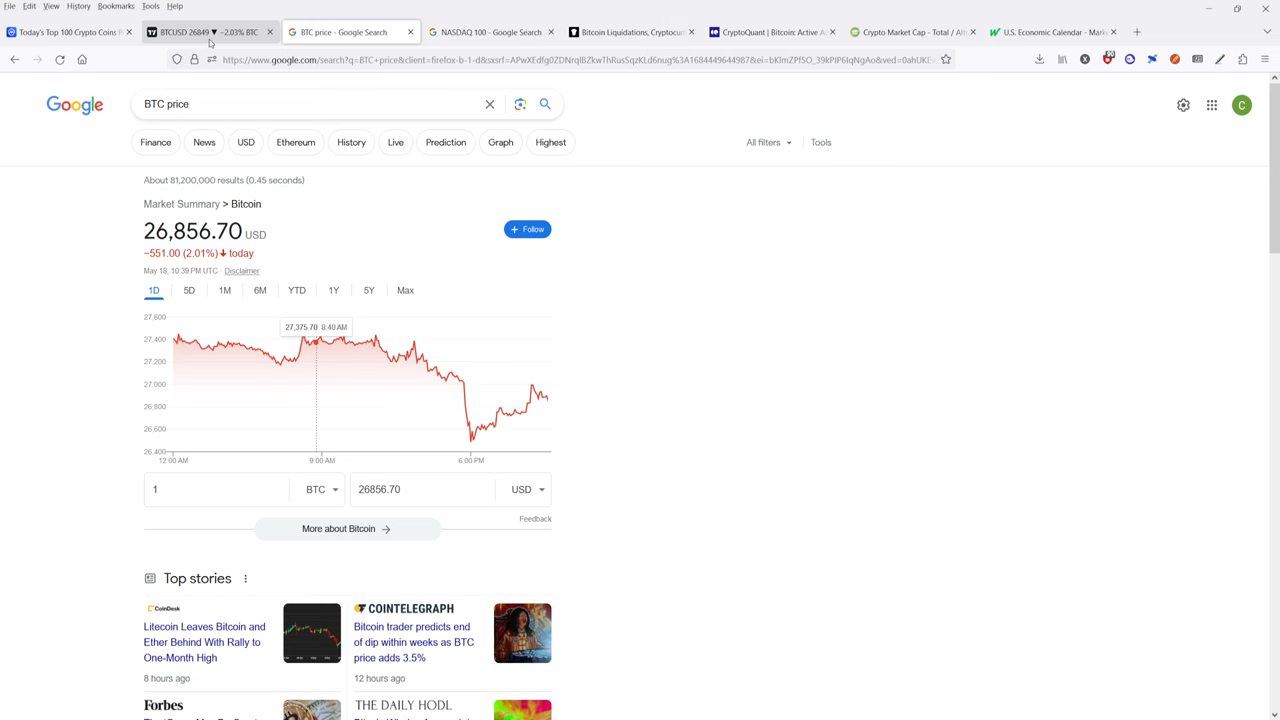 File Edit View History Bookmarks Tools Help
Today's Top 100 Crypto Coins P
17 BTCUSD 26849 ▼ −2.03% BTC
BTC price - Google Search
NASDAQ 100 - Google Search
Bitcoin Liquidations, Cryptocurr
CryptoQuant | Bitcoin: Active A
Crypto Market Cap - Total / Alt
U.S. Economic Calendar - Mark
Google
BTC price
C
Finance News USD Ethereum History Live Prediction Graph Highest
All filters Tools
About 81,200,000 results (0.45 seconds)
Market Summary > Bitcoin
26,856.70 USD
+ Follow
−551.00 (2.01%) today
May 18, 10:39 PM UTC · Disclaimer
1D 5D 1M 6M YTD 1Y 5Y Max
27,600
27,375.70 8:40 AM
27,400
27,200
27,000
26,800
26,600
26,400
12:00 AM 9:00 AM 6:00 PM
1 BTC 26856.70 USD
Feedback
More about Bitcoin
Top stories
CoinDesk
Litecoin Leaves Bitcoin and
Ether Behind With Rally to
One-Month High
8 hours ago
COINTELEGRAPH
Bitcoin trader predicts end
of dip within weeks as BTC
price adds 3.5%
12 hours ago
Forbes
THE DAILY HODL